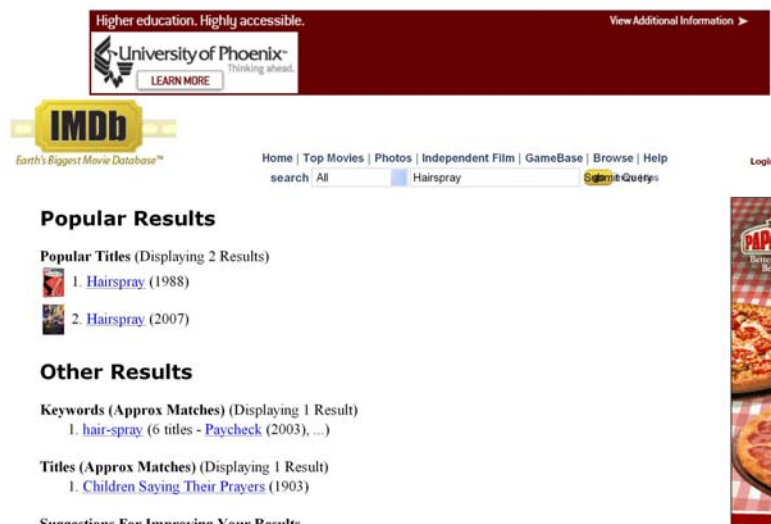 Higher education. Highly accessible.
View Additional Information ➤
University of Phoenix
Thinking ahead.
LEARN MORE
IMDb
Earth's Biggest Movie Database™
Home | Top Movies | Photos | Independent Film | GameBase | Browse | Help
Login
search All Hairspray Submit Query
Popular Results
Popular Titles (Displaying 2 Results)
1. Hairspray (1988)
2. Hairspray (2007)
Other Results
Keywords (Approx Matches) (Displaying 1 Result)
1. hair-spray (6 titles - Paycheck (2003), ...)
Titles (Approx Matches) (Displaying 1 Result)
1. Children Saying Their Prayers (1903)
Suggestions For Improving Your Results